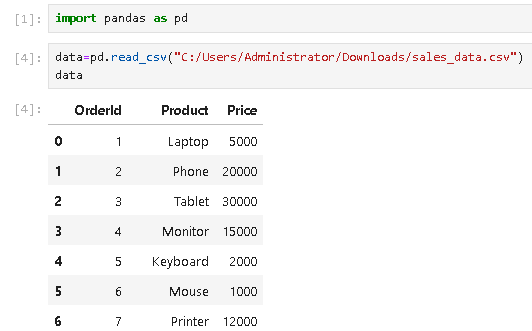 [1]: import pandas as pd
[4]: data=pd.read_csv("C:/Users/Administrator/Downloads/sales_data.csv")
data
[4]: OrderId Product Price
0 1 Laptop 5000
1 2 Phone 20000
2 3 Tablet 30000
3 4 Monitor 15000
4 5 Keyboard 2000
5 6 Mouse 1000
6 7 Printer 12000